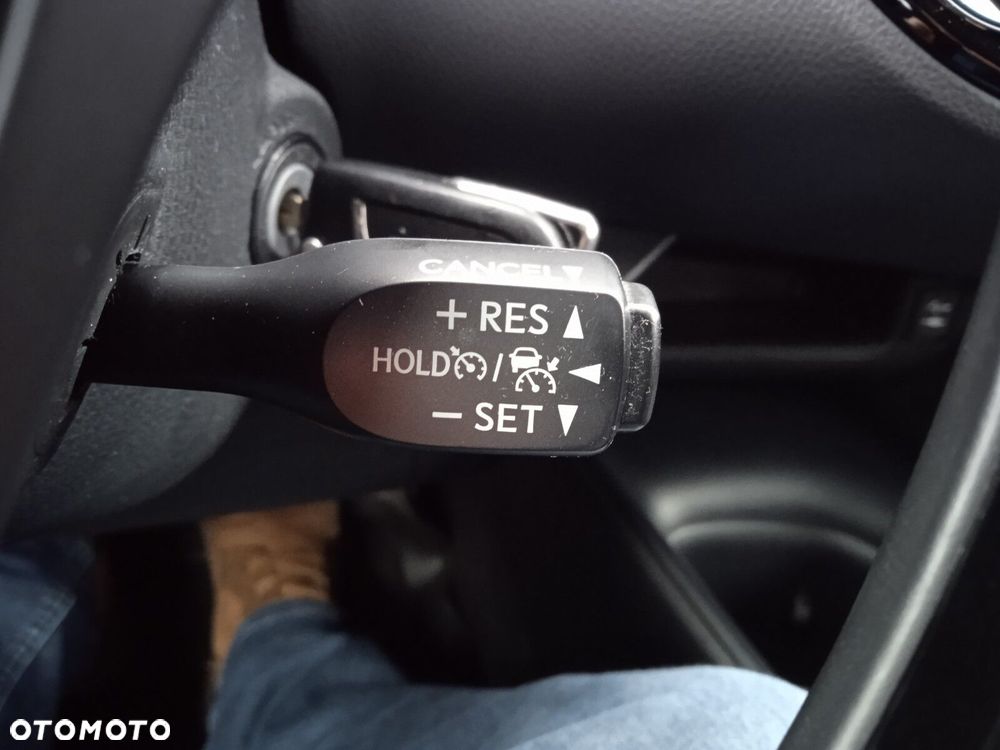 CANCEL ▼
+ RES ▲
HOLD / ◀
− SET ▼
OTOMOTO